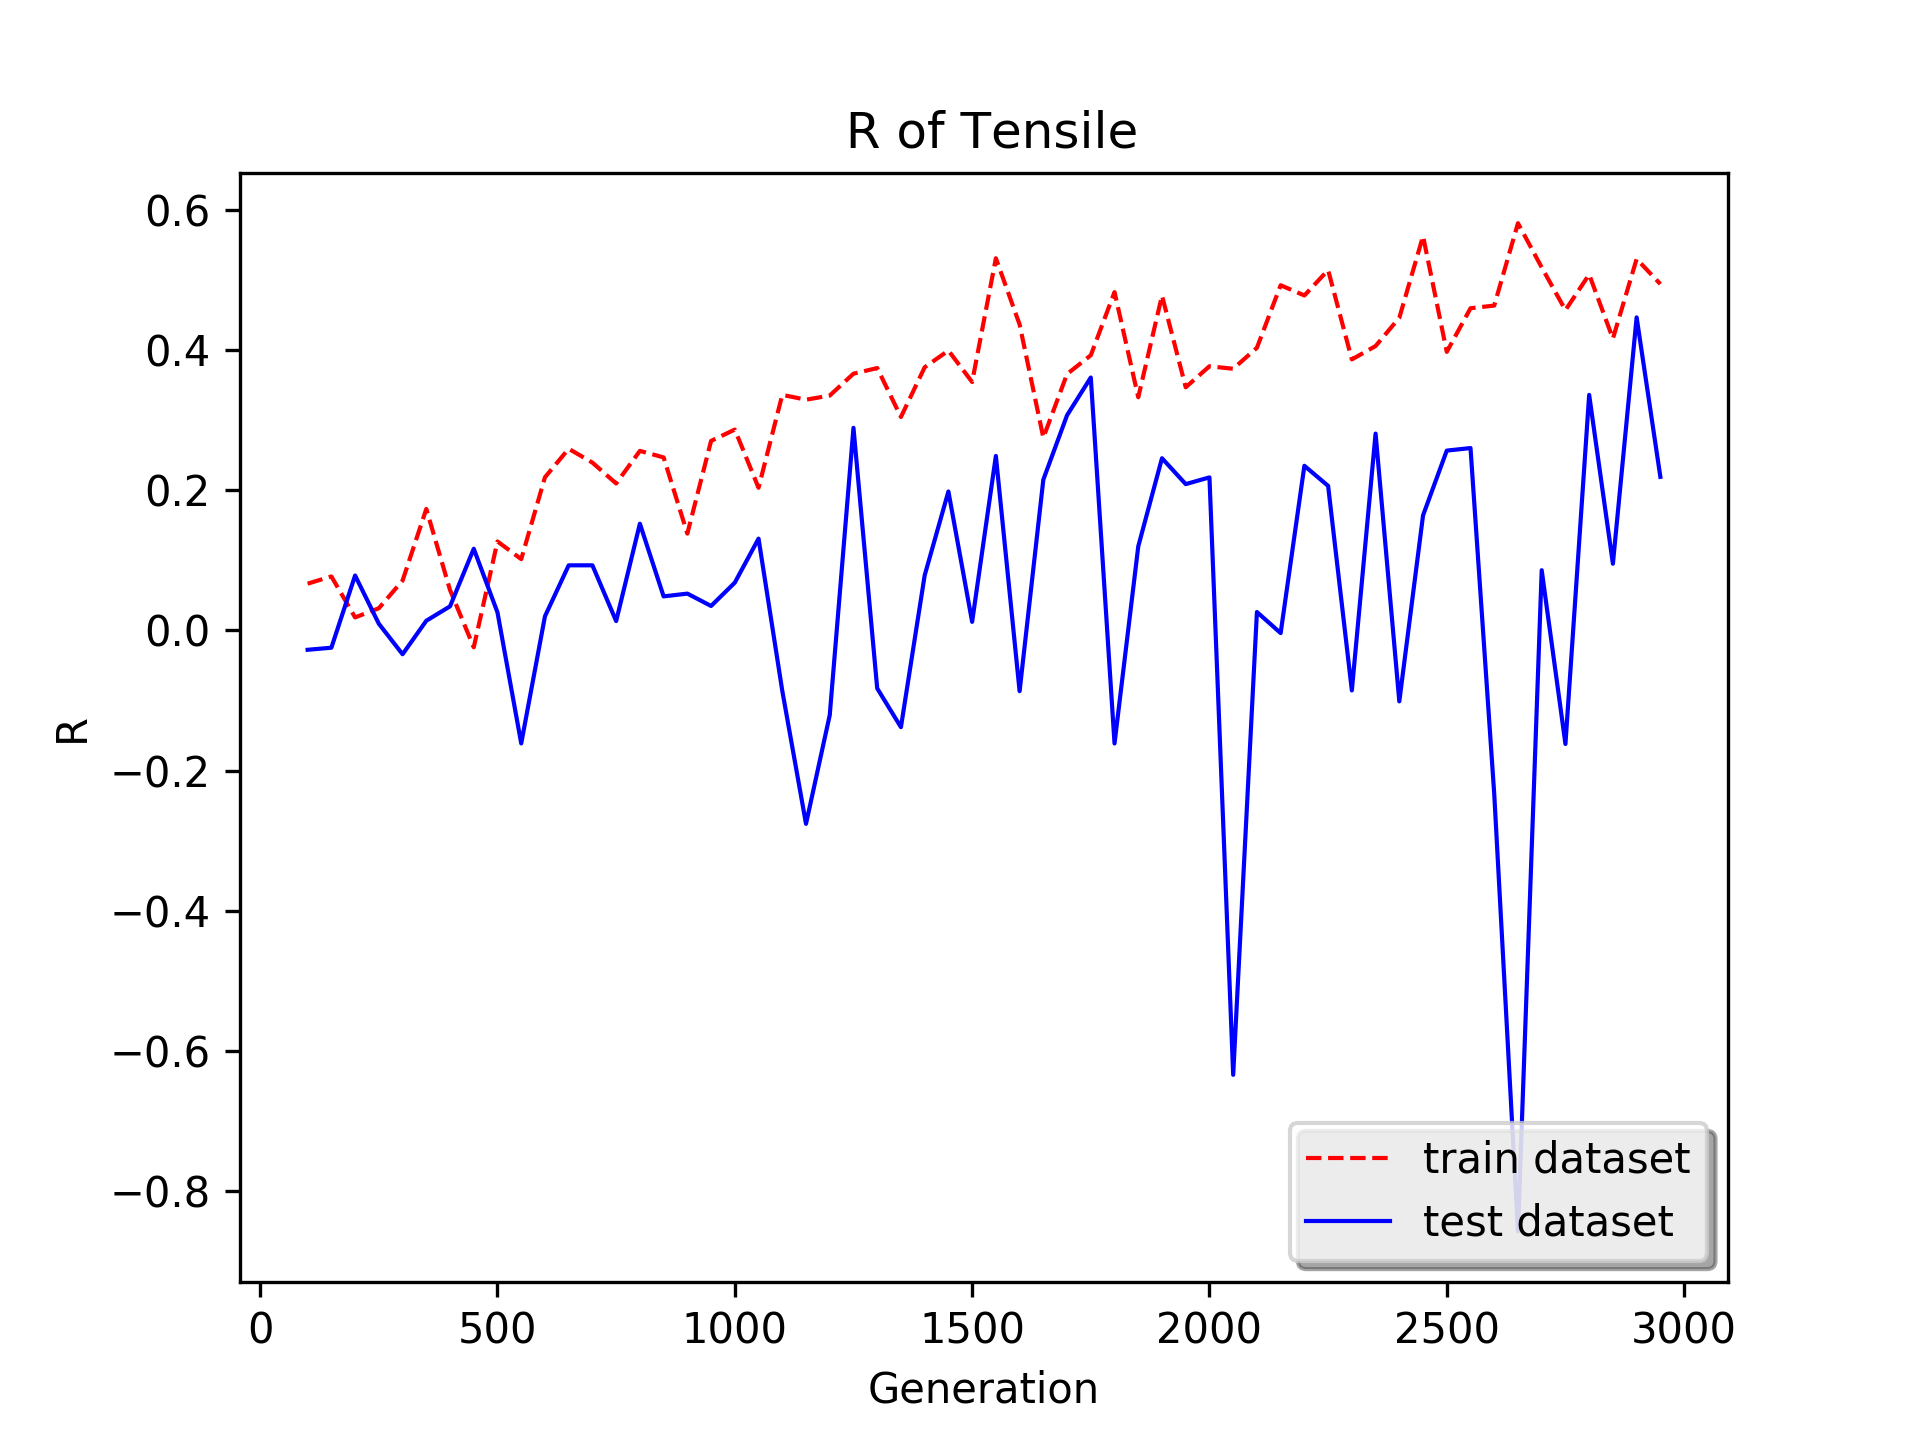 R of Tensile
0.6
0.4
0.2
0.0
−0.2
−0.4
−0.6
−0.8
R
train dataset
test dataset
0 500 1000 1500 2000 2500 3000
Generation